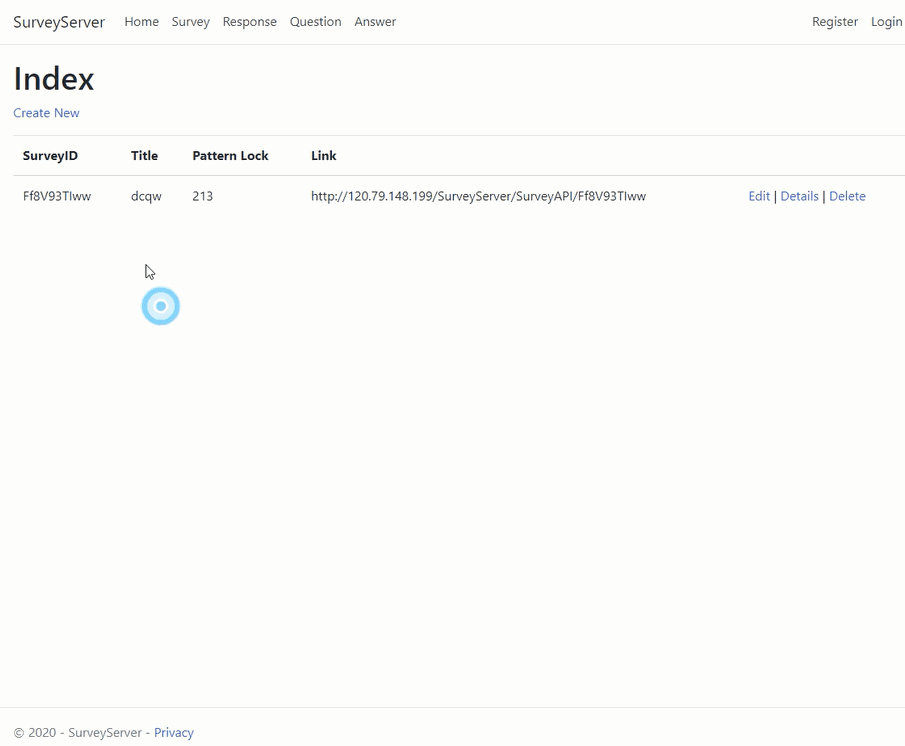 SurveyServer Home Survey Response Question Answer Register Login
Index
Create New
SurveyID Title Pattern Lock Link
Ff8V93TIww dcqw 213 http://120.79.148.199/SurveyServer/SurveyAPI/Ff8V93TIww Edit | Details | Delete
© 2020 - SurveyServer - Privacy